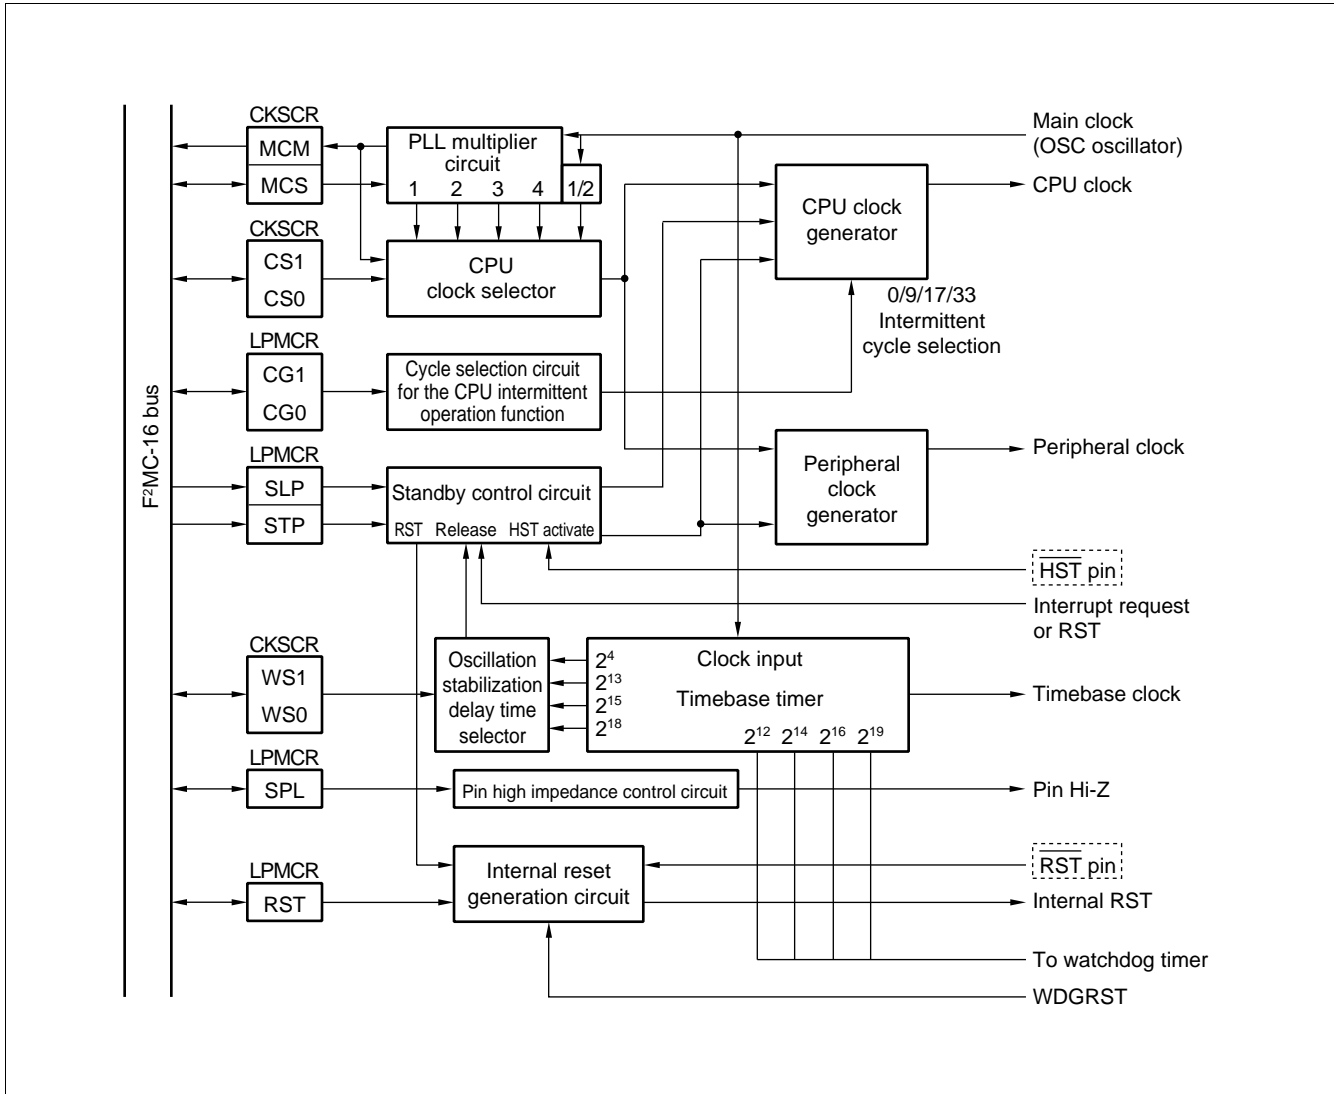 CKSCR
MCM
MCS
PLL multiplier
circuit
1 2 3 4 1/2
Main clock
(OSC oscillator)
CPU clock
CPU clock
generator
CKSCR
CS1
CS0
CPU
clock selector
0/9/17/33
Intermittent
cycle selection
LPMCR
CG1
CG0
Cycle selection circuit
for the CPU intermittent
operation function
F²MC-16 bus
LPMCR
SLP
STP
Standby control circuit
RST Release HST activate
Peripheral
clock
generator
Peripheral clock
H̅S̅T̅ pin
Interrupt request
or RST
CKSCR
WS1
WS0
Oscillation
stabilization
delay time
selector
2⁴
2¹³
2¹⁵
2¹⁸
Clock input
Timebase timer
2¹² 2¹⁴ 2¹⁶ 2¹⁹
Timebase clock
LPMCR
SPL
Pin high impedance control circuit
Pin Hi-Z
LPMCR
RST
Internal reset
generation circuit
R̅S̅T̅ pin
Internal RST
To watchdog timer
WDGRST